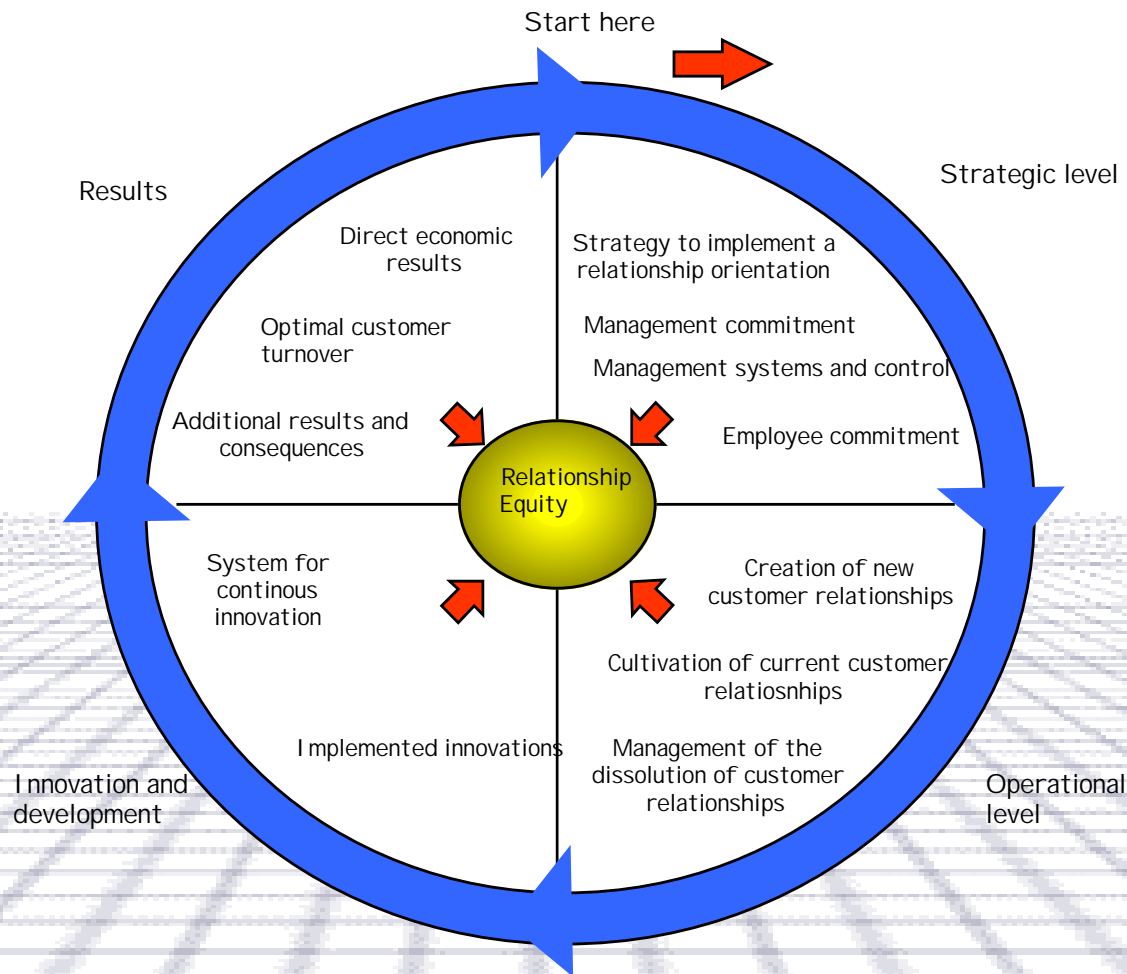 Start here
Strategic level
Results
Direct economic
results
Strategy to implement a
relationship orientation
Optimal customer
turnover
Management commitment
Management systems and control
Additional results and
consequences
Employee commitment
Relationship
Equity
System for
continous
innovation
Creation of new
customer relationships
Cultivation of current customer
relatiosnhips
Implemented innovations
Management of the
dissolution of customer
relationships
Innovation and
development
Operational
level